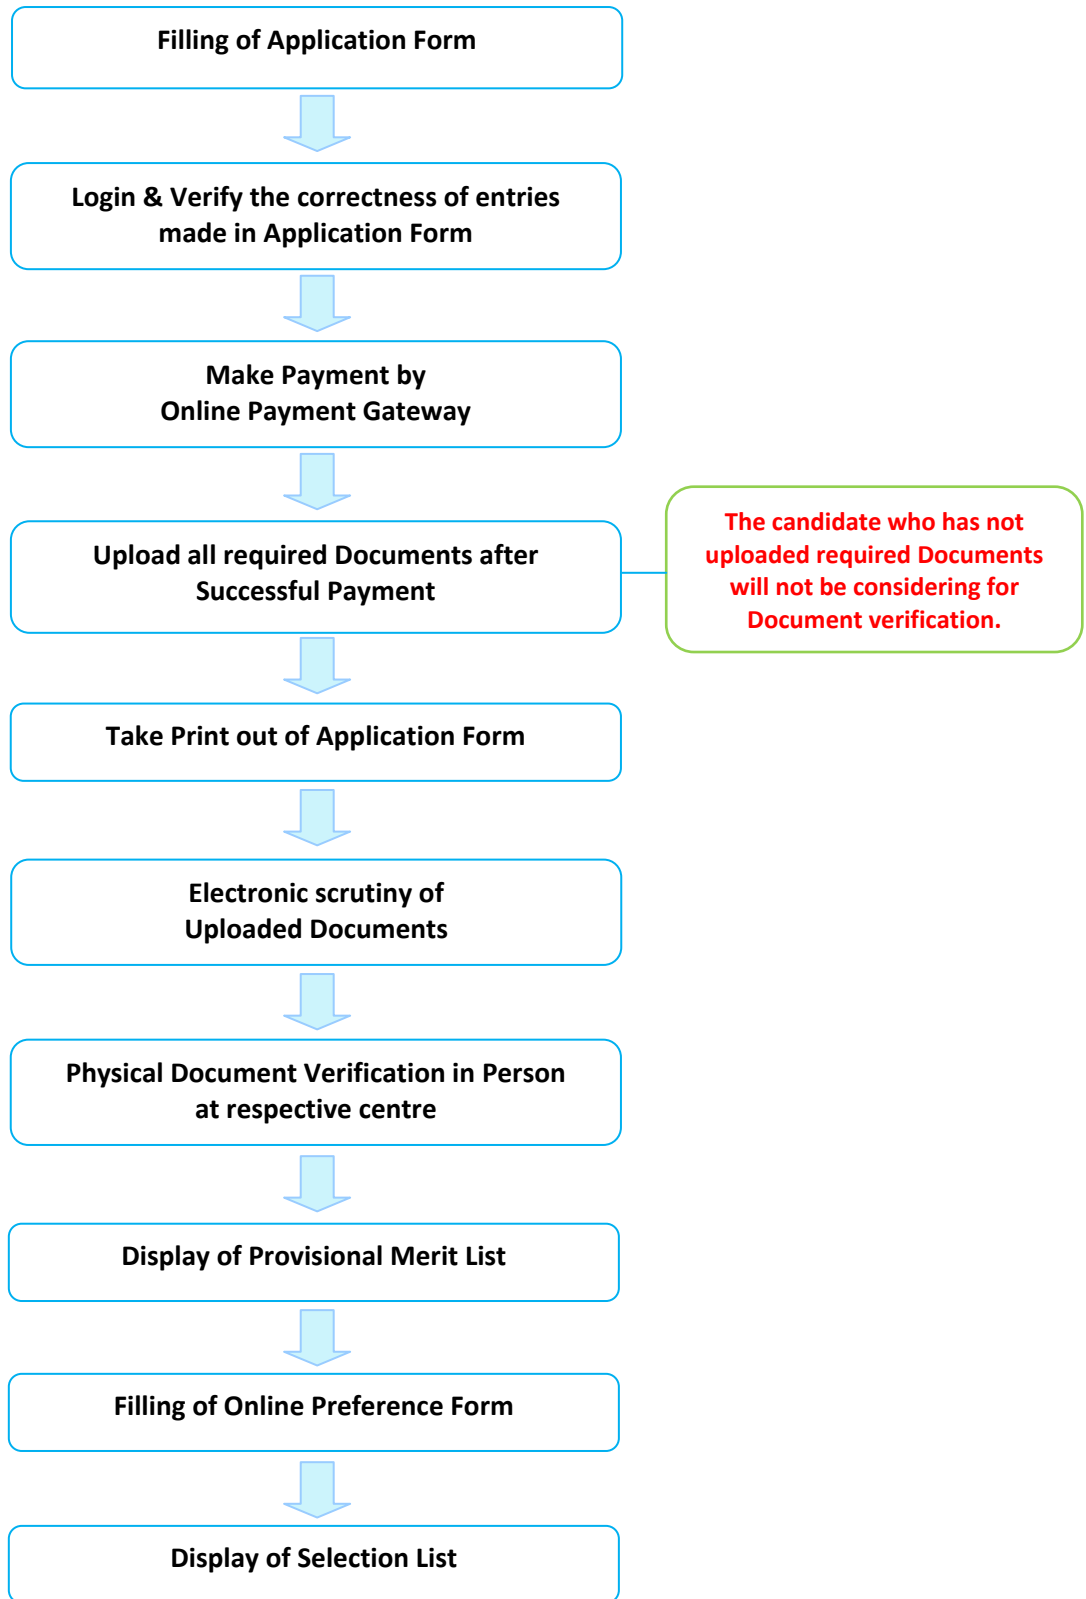 Filling of Application Form
Login & Verify the correctness of entries
made in Application Form
Make Payment by
Online Payment Gateway
Upload all required Documents after
Successful Payment
The candidate who has not
uploaded required Documents
will not be considering for
Document verification.
Take Print out of Application Form
Electronic scrutiny of
Uploaded Documents
Physical Document Verification in Person
at respective centre
Display of Provisional Merit List
Filling of Online Preference Form
Display of Selection List